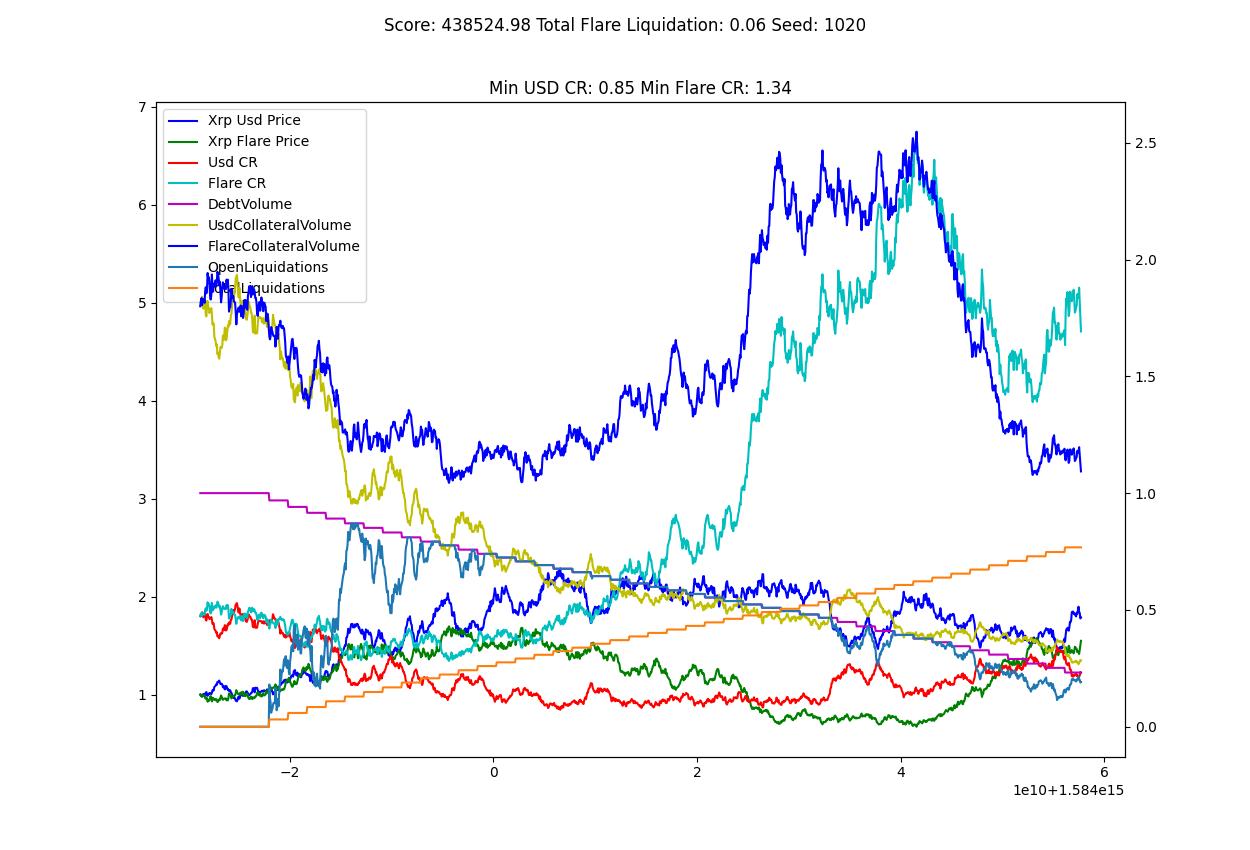 Score: 438524.98 Total Flare Liquidation: 0.06 Seed: 1020
Min USD CR: 0.85 Min Flare CR: 1.34
Xrp Usd Price
Xrp Flare Price
Usd CR
Flare CR
DebtVolume
UsdCollateralVolume
FlareCollateralVolume
OpenLiquidations
Liquidations
7
6
5
4
3
2
1
2.5
2.0
1.5
1.0
0.5
0.0
−2
0
2
4
6
1e10+1.584e15